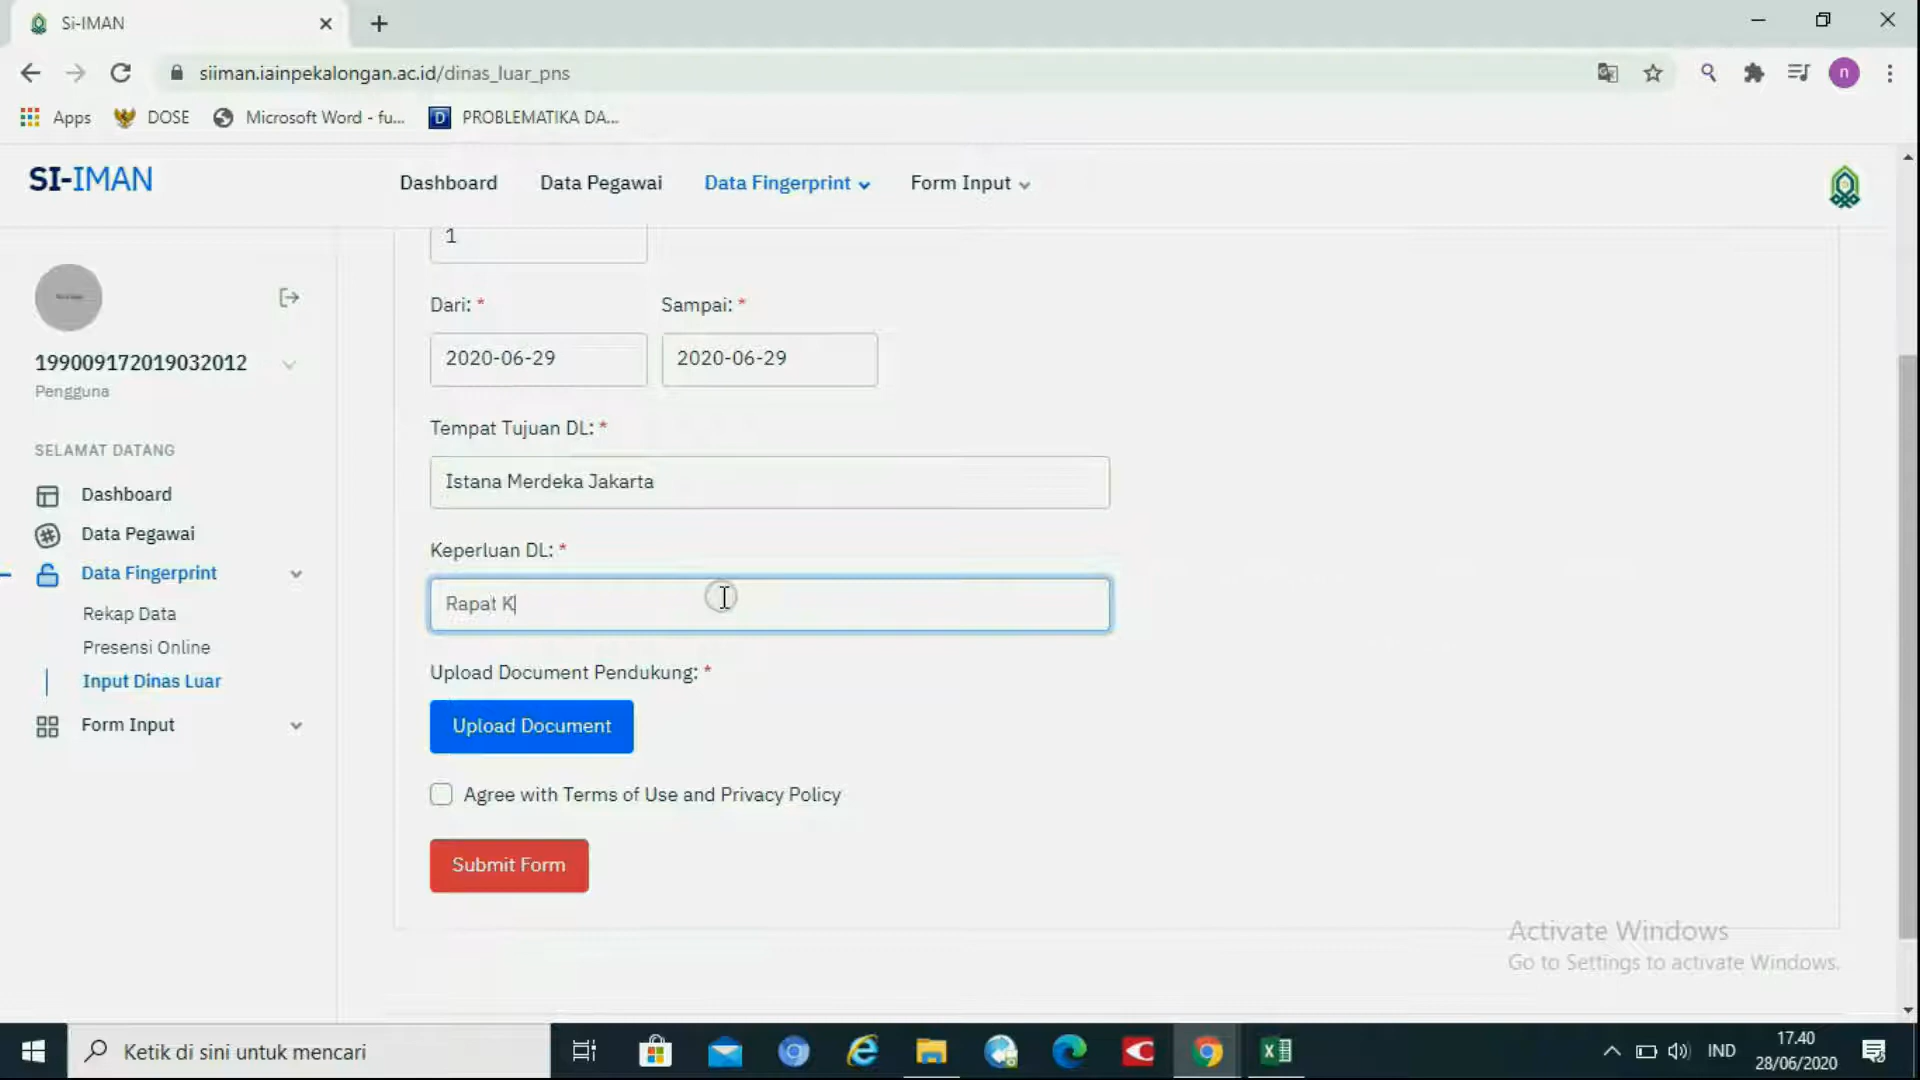 Si-IMAN
siiman.iainpekalongan.ac.id/dinas_luar_pns
n
Apps
DOSE
Microsoft Word - fu...
D
PROBLEMATIKA DA...
SI-IMAN
Dashboard
Data Pegawai
Data Fingerprint
Form Input
199009172019032012
Pengguna
SELAMAT DATANG
Dashboard
Data Pegawai
Data Fingerprint
Rekap Data
Presensi Online
Input Dinas Luar
Form Input
1
Dari: * Sampai: *
2020-06-29 2020-06-29
Tempat Tujuan DL: *
Istana Merdeka Jakarta
Keperluan DL: *
Rapat K
Upload Document Pendukung: *
Upload Document
Agree with Terms of Use and Privacy Policy
Submit Form
Activate Windows
Go to Settings to activate Windows.
Ketik di sini untuk mencari
IND
17.40
28/06/2020